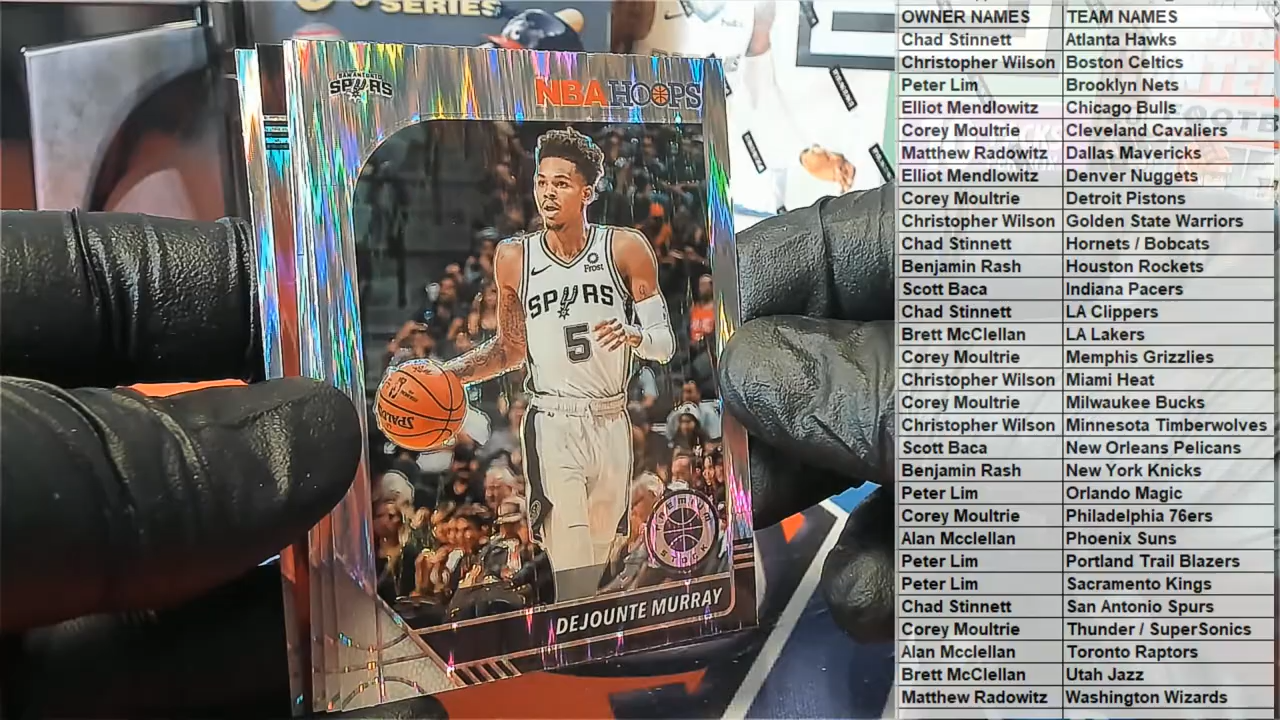 SERIES
SPURS
NBA HOOPS
Frost
SPURS
5
SPALDING
PREMIUM
STOCK
DEJOUNTE MURRAY
OWNER NAMES TEAM NAMES
Chad Stinnett Atlanta Hawks
Christopher Wilson Boston Celtics
Peter Lim Brooklyn Nets
Elliot Mendlowitz Chicago Bulls
Corey Moultrie Cleveland Cavaliers
Matthew Radowitz Dallas Mavericks
Elliot Mendlowitz Denver Nuggets
Corey Moultrie Detroit Pistons
Christopher Wilson Golden State Warriors
Chad Stinnett Hornets / Bobcats
Benjamin Rash Houston Rockets
Scott Baca Indiana Pacers
Chad Stinnett LA Clippers
Brett McClellan LA Lakers
Corey Moultrie Memphis Grizzlies
Christopher Wilson Miami Heat
Corey Moultrie Milwaukee Bucks
Christopher Wilson Minnesota Timberwolves
Scott Baca New Orleans Pelicans
Benjamin Rash New York Knicks
Peter Lim Orlando Magic
Corey Moultrie Philadelphia 76ers
Alan Mcclellan Phoenix Suns
Peter Lim Portland Trail Blazers
Peter Lim Sacramento Kings
Chad Stinnett San Antonio Spurs
Corey Moultrie Thunder / SuperSonics
Alan Mcclellan Toronto Raptors
Brett McClellan Utah Jazz
Matthew Radowitz Washington Wizards